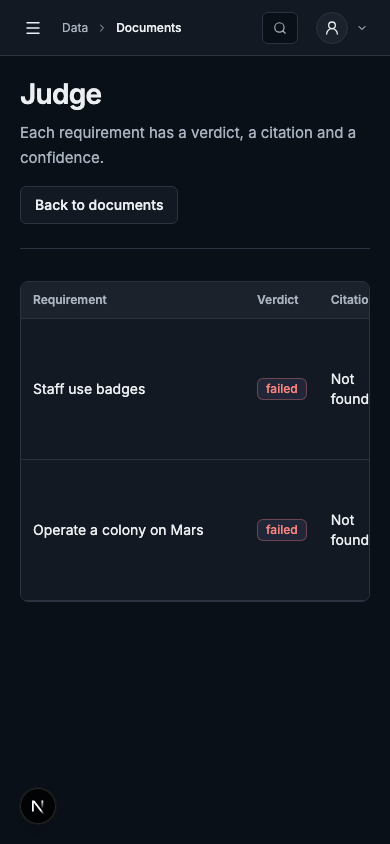 Data > Documents
Judge
Each requirement has a verdict, a citation and a
confidence.
Back to documents
Requirement Verdict Citatio
Staff use badges failed Not
found
Operate a colony on Mars failed Not
found
N